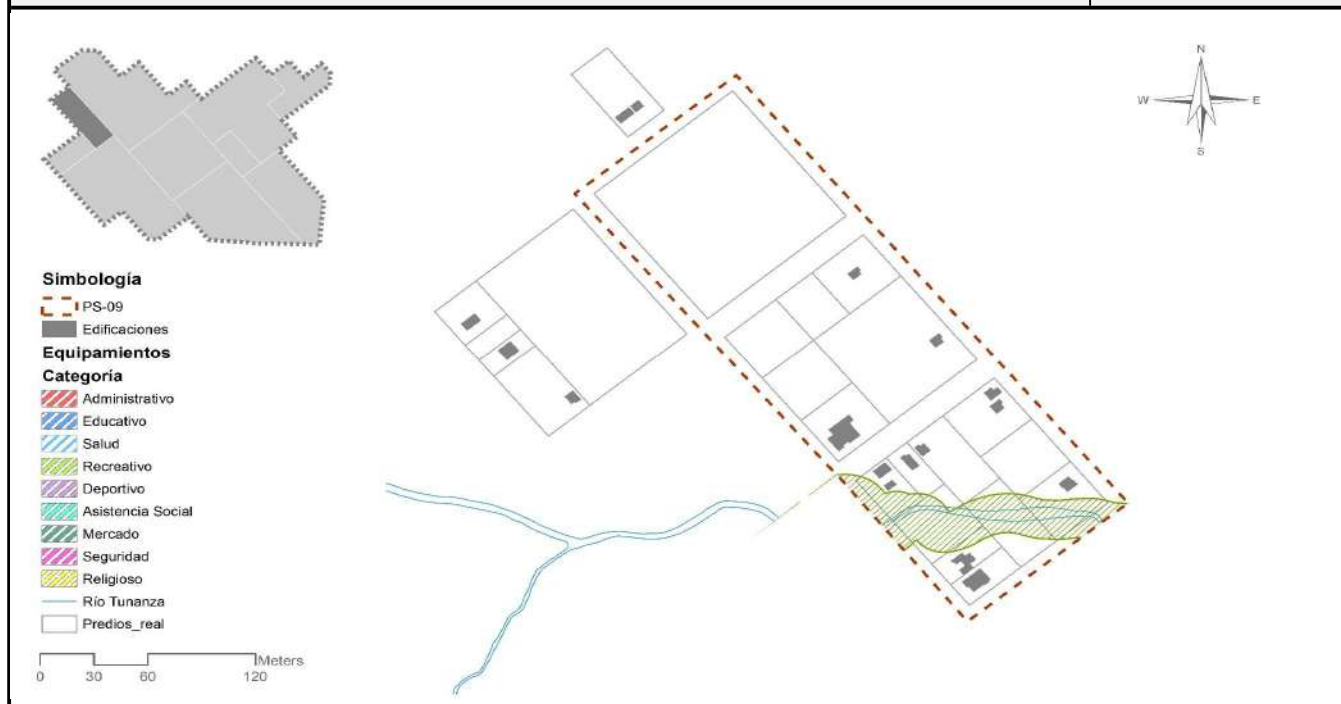 N
W E
S
Simbología
PS-09
Edificaciones
Equipamientos
Categoría
Administrativo
Educativo
Salud
Recreativo
Deportivo
Asistencia Social
Mercado
Seguridad
Religioso
Río Tunanza
Predios_real
Meters
0 30 60 120